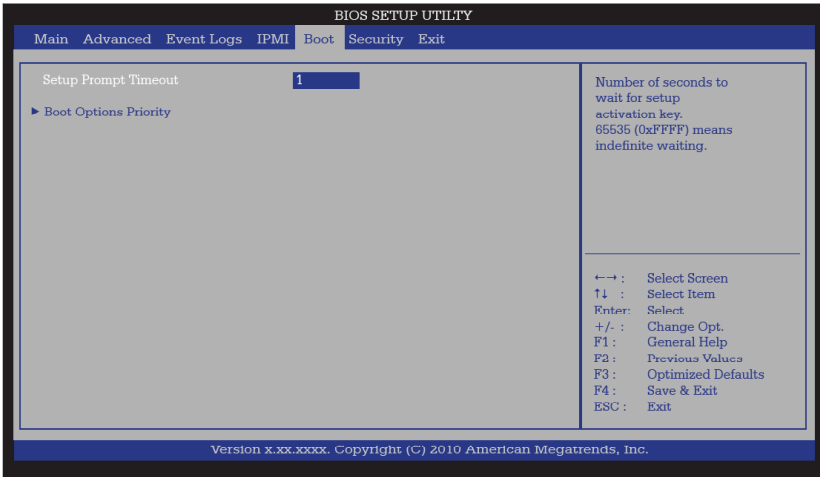 BIOS SETUP UTILTY
Main Advanced Event Logs IPMI Boot Security Exit
Setup Prompt Timeout 1
► Boot Options Priority
Number of seconds to
wait for setup
activation key.
65535 (0xFFFF) means
indefinite waiting.
←→ : Select Screen
↑↓ : Select Item
Enter: Select
+/- : Change Opt.
F1 : General Help
F2 : Previous Values
F3 : Optimized Defaults
F4 : Save & Exit
ESC : Exit
Version x.xx.xxxx. Copyright (C) 2010 American Megatrends, Inc.